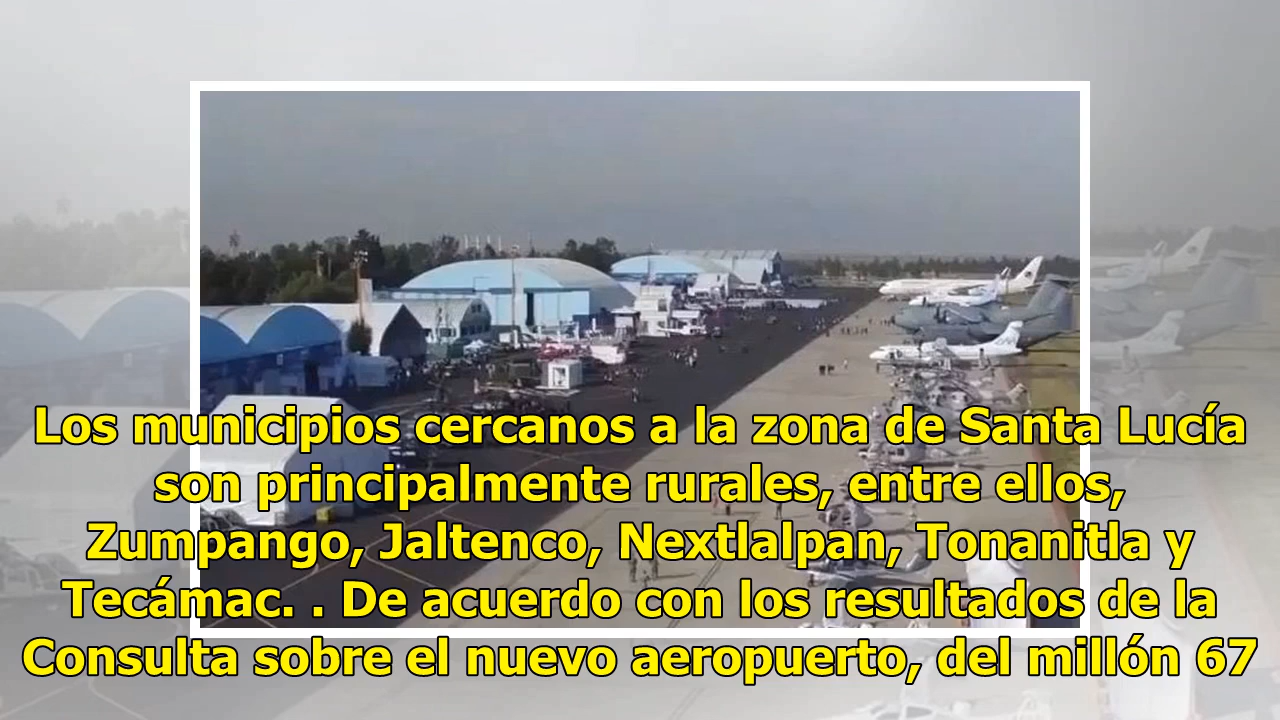 Los municipios cercanos a la zona de Santa Lucía
son principalmente rurales, entre ellos,
Zumpango, Jaltenco, Nextlalpan, Tonanitla y
Tecámac. . De acuerdo con los resultados de la
Consulta sobre el nuevo aeropuerto, del millón 67